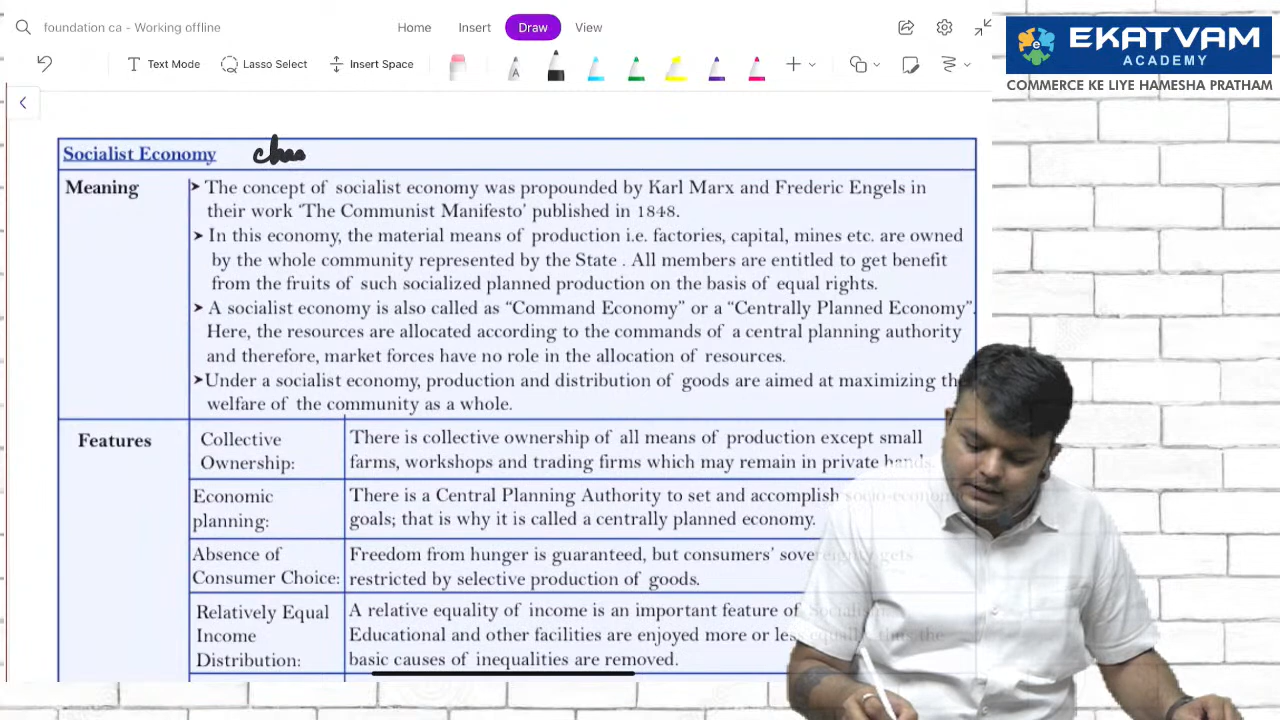 foundation ca - Working offline
Home Insert Draw View
Text Mode Lasso Select Insert Space
EKATVAM
ACADEMY
COMMERCE KE LIYE HAMESHA PRATHAM
Socialist Economy
Meaning
➤ The concept of socialist economy was propounded by Karl Marx and Frederic Engels in
their work ‘The Communist Manifesto’ published in 1848.
➤ In this economy, the material means of production i.e. factories, capital, mines etc. are owned
by the whole community represented by the State . All members are entitled to get benefit
from the fruits of such socialized planned production on the basis of equal rights.
➤ A socialist economy is also called as “Command Economy” or a “Centrally Planned Economy”.
Here, the resources are allocated according to the commands of a central planning authority
and therefore, market forces have no role in the allocation of resources.
➤Under a socialist economy, production and distribution of goods are aimed at maximizing the
welfare of the community as a whole.
Features
Collective
Ownership:
There is collective ownership of all means of production except small
farms, workshops and trading firms which may remain in private hands.
Economic
planning:
There is a Central Planning Authority to set and accomplish socio-economic
goals; that is why it is called a centrally planned economy.
Absence of
Consumer Choice:
Freedom from hunger is guaranteed, but consumers’ sovereignty gets
restricted by selective production of goods.
Relatively Equal
Income
Distribution:
A relative equality of income is an important feature of Socialism.
Educational and other facilities are enjoyed more or less equally; thus the
basic causes of inequalities are removed.